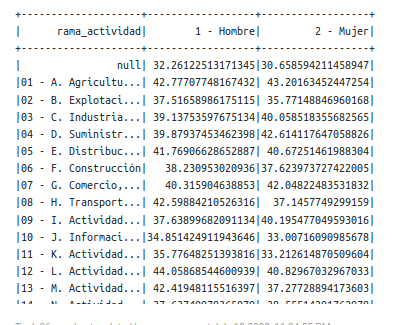 +--------------------+-----------------+-----------------+
|      rama_actividad|       1 - Hombre|        2 - Mujer|
+--------------------+-----------------+-----------------+
|                null|32.26122513171345|30.658594211458947|
|01 - A. Agricultu...|42.77707748167432| 43.20163452447254|
|02 - B. Explotaci...|37.51658986175115| 35.77148846960168|
|03 - C. Industria...|39.13753597675134|40.058518355682565|
|04 - D. Suministr...|39.87937453462398|42.614117647058826|
|05 - E. Distribuc...|41.76906628652887| 40.67251461988304|
|06 - F. Construcción| 38.230953020936|37.623973727422005|
|07 - G. Comercio,...| 40.315904638853| 42.04822483531832|
|08 - H. Transport...|42.59884210526316| 37.1457749299159|
|09 - I. Actividad...|37.63899682091134|40.195477049593016|
|10 - J. Informaci...|34.851424911943646| 33.00716090985678|
|11 - K. Actividad...|35.77648251393816|33.212614870509604|
|12 - L. Actividad...|44.05868544600939| 40.82967032967033|
|13 - M. Actividad...|42.41948115516397| 37.27728894173603|